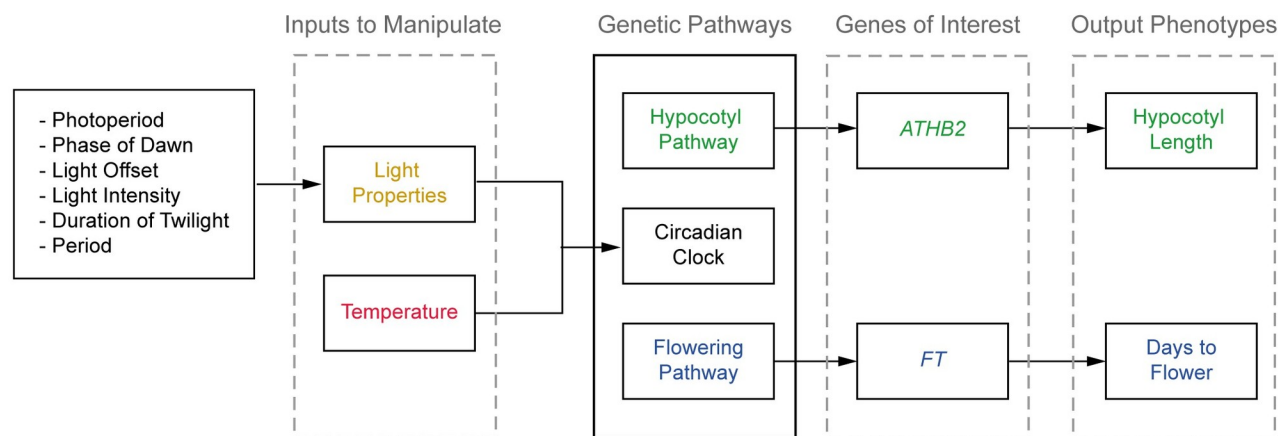 Inputs to Manipulate
Genetic Pathways
Genes of Interest
Output Phenotypes
- Photoperiod
- Phase of Dawn
- Light Offset
- Light Intensity
- Duration of Twilight
- Period
Light
Properties
Temperature
Hypocotyl
Pathway
Circadian
Clock
Flowering
Pathway
ATHB2
FT
Hypocotyl
Length
Days to
Flower